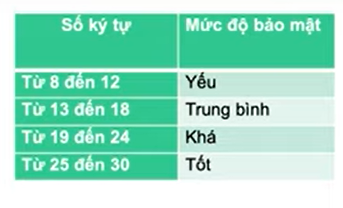 Số ký tự Mức độ bảo mật
Từ 8 đến 12 Yếu
Từ 13 đến 18 Trung bình
Từ 19 đến 24 Khá
Từ 25 đến 30 Tốt